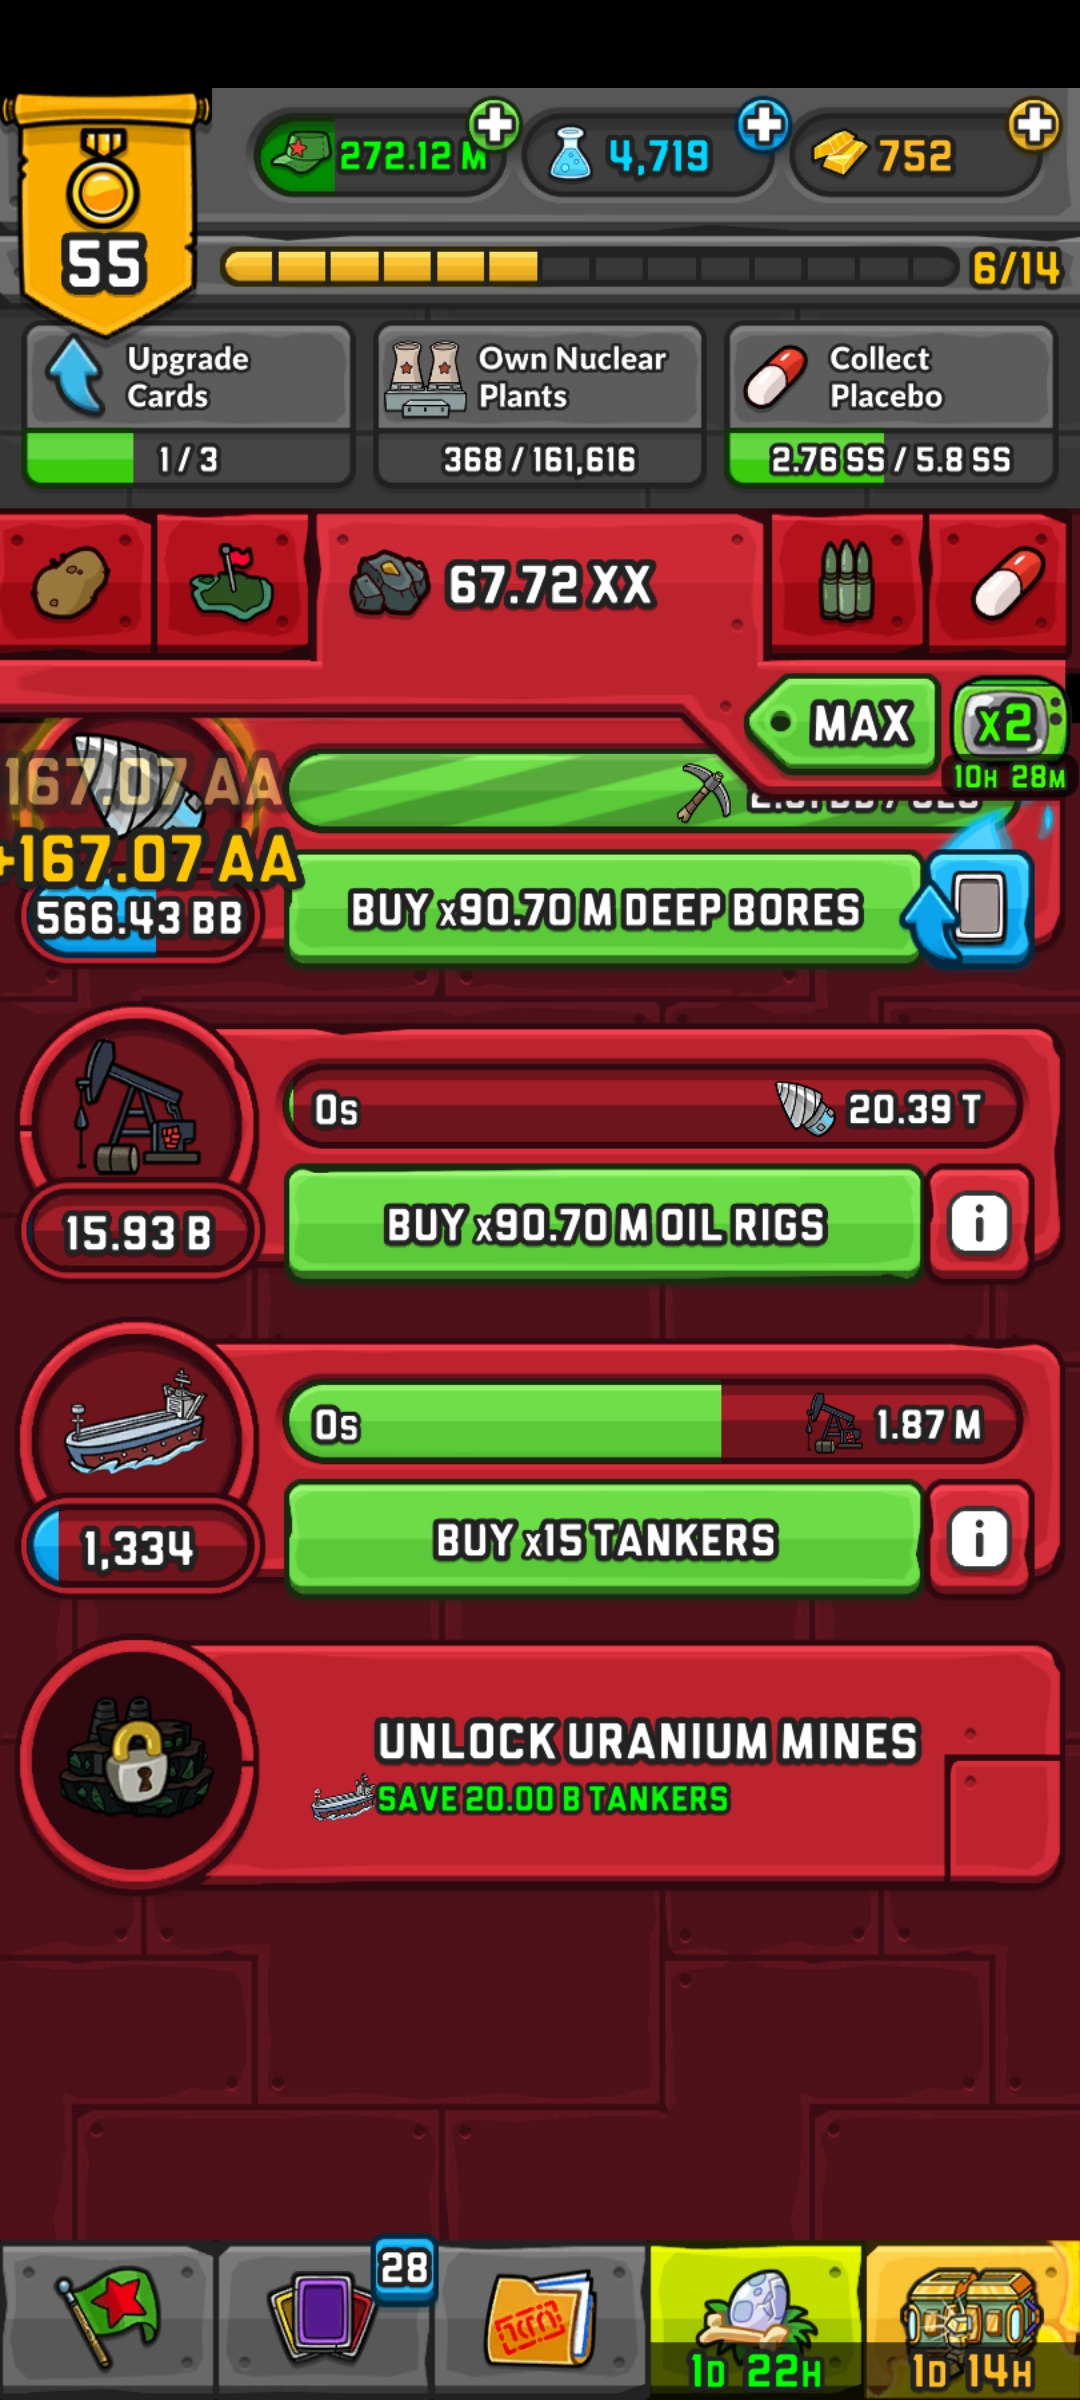 55
272.12 M
4,719
752
6/14
Upgrade
Cards
1 / 3
Own Nuclear
Plants
368 / 161,616
Collect
Placebo
2.76 SS / 5.8 SS
67.72 XX
MAX
x2
10H 28M
167.07 AA
+167.07 AA
566.43 BB
BUY x90.70 M DEEP BORES
0s
20.39 T
15.93 B
BUY x90.70 M OIL RIGS
i
0s
1.87 M
1,334
BUY x15 TANKERS
i
UNLOCK URANIUM MINES
SAVE 20.00 B TANKERS
28
1D 22H
1D 14H